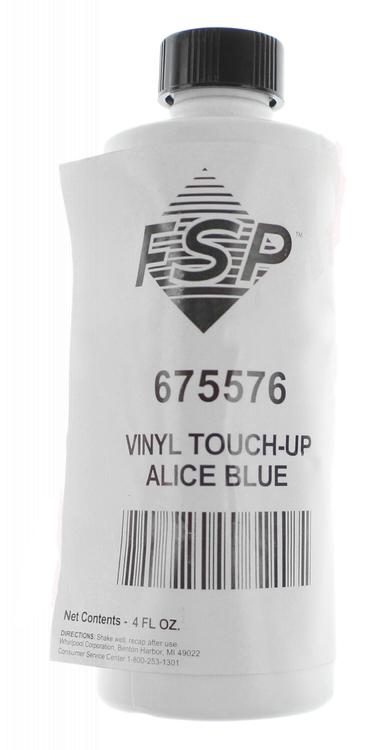 FSP™
675576
VINYL TOUCH-UP
ALICE BLUE
Net Contents - 4 FL OZ.
DIRECTIONS: Shake well, recap after use.
Whirlpool Corporation, Benton Harbor, MI 49022
Consumer Service Center 1-800-253-1301